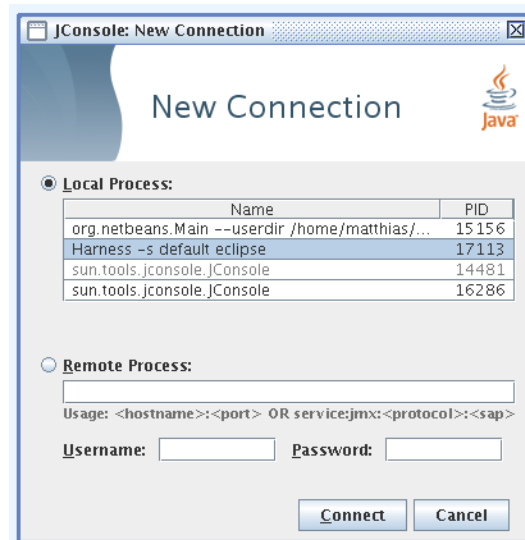 JConsole: New Connection
New Connection
Java
Local Process:
Name PID
org.netbeans.Main --userdir /home/matthias/... 15156
Harness -s default eclipse 17113
sun.tools.jconsole.JConsole 14481
sun.tools.jconsole.JConsole 16286
Remote Process:
Usage: <hostname>:<port> OR service:jmx:<protocol>:<sap>
Username: Password:
Connect Cancel